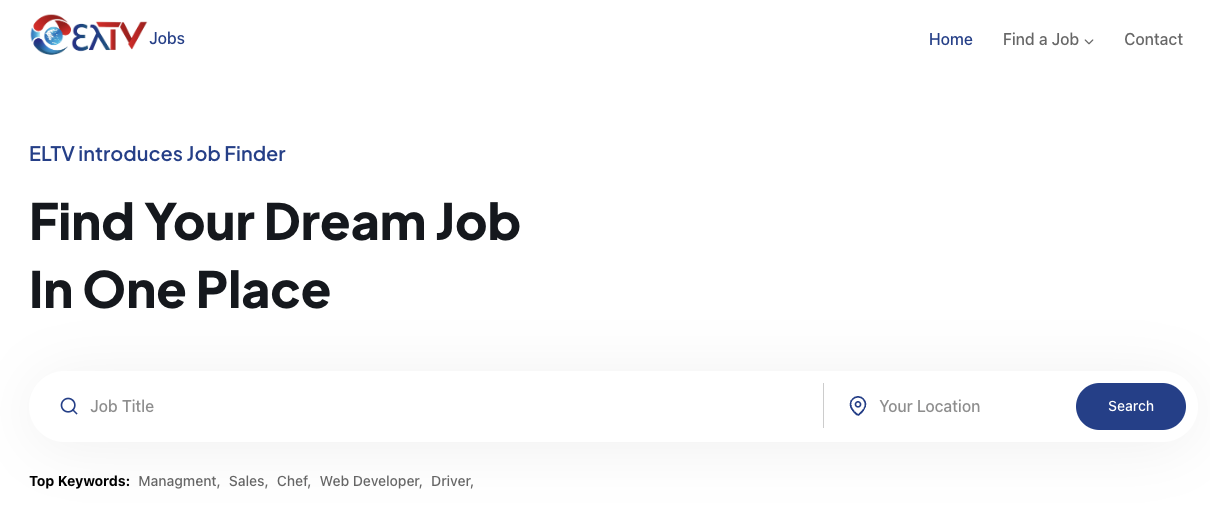 ελTV Jobs
Home
Find a Job
Contact
ELTV introduces Job Finder
Find Your Dream Job
In One Place
Job Title
Your Location
Search
Top Keywords: Managment, Sales, Chef, Web Developer, Driver,